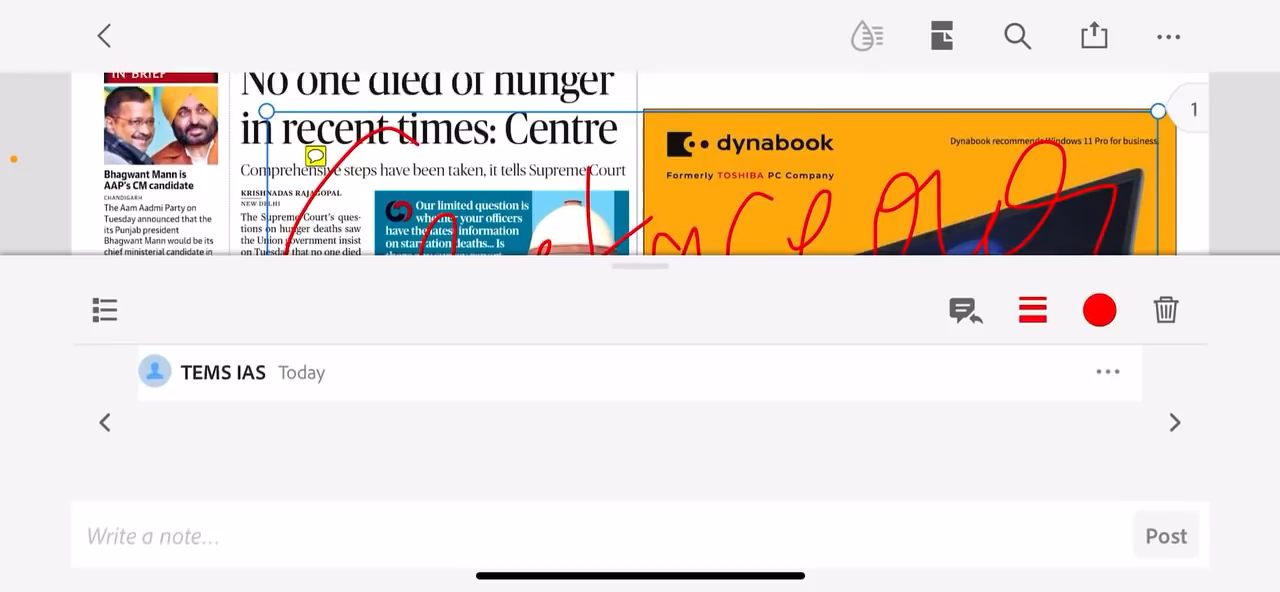 1
IN BRIEF
Bhagwant Mann is
AAP's CM candidate
CHANDIGARH
The Aam Aadmi Party on
Tuesday announced that
its Punjab president
Bhagwant Mann would be its
chief ministerial candidate in
No one died of hunger
in recent times: Centre
Comprehensive steps have been taken, it tells Supreme Court
KRISHNADAS RAJAGOPAL
NEW DELHI
The Supreme Court's ques-
tions on hunger deaths saw
the Union government insist
on Tuesday that no one died
Our limited question is
whether your officers
have the latest information
on starvation deaths... Is
dynabook
Formerly TOSHIBA PC Company
Dynabook recommends Windows 11 Pro for business.
TEMS IAS Today
Write a note...
Post